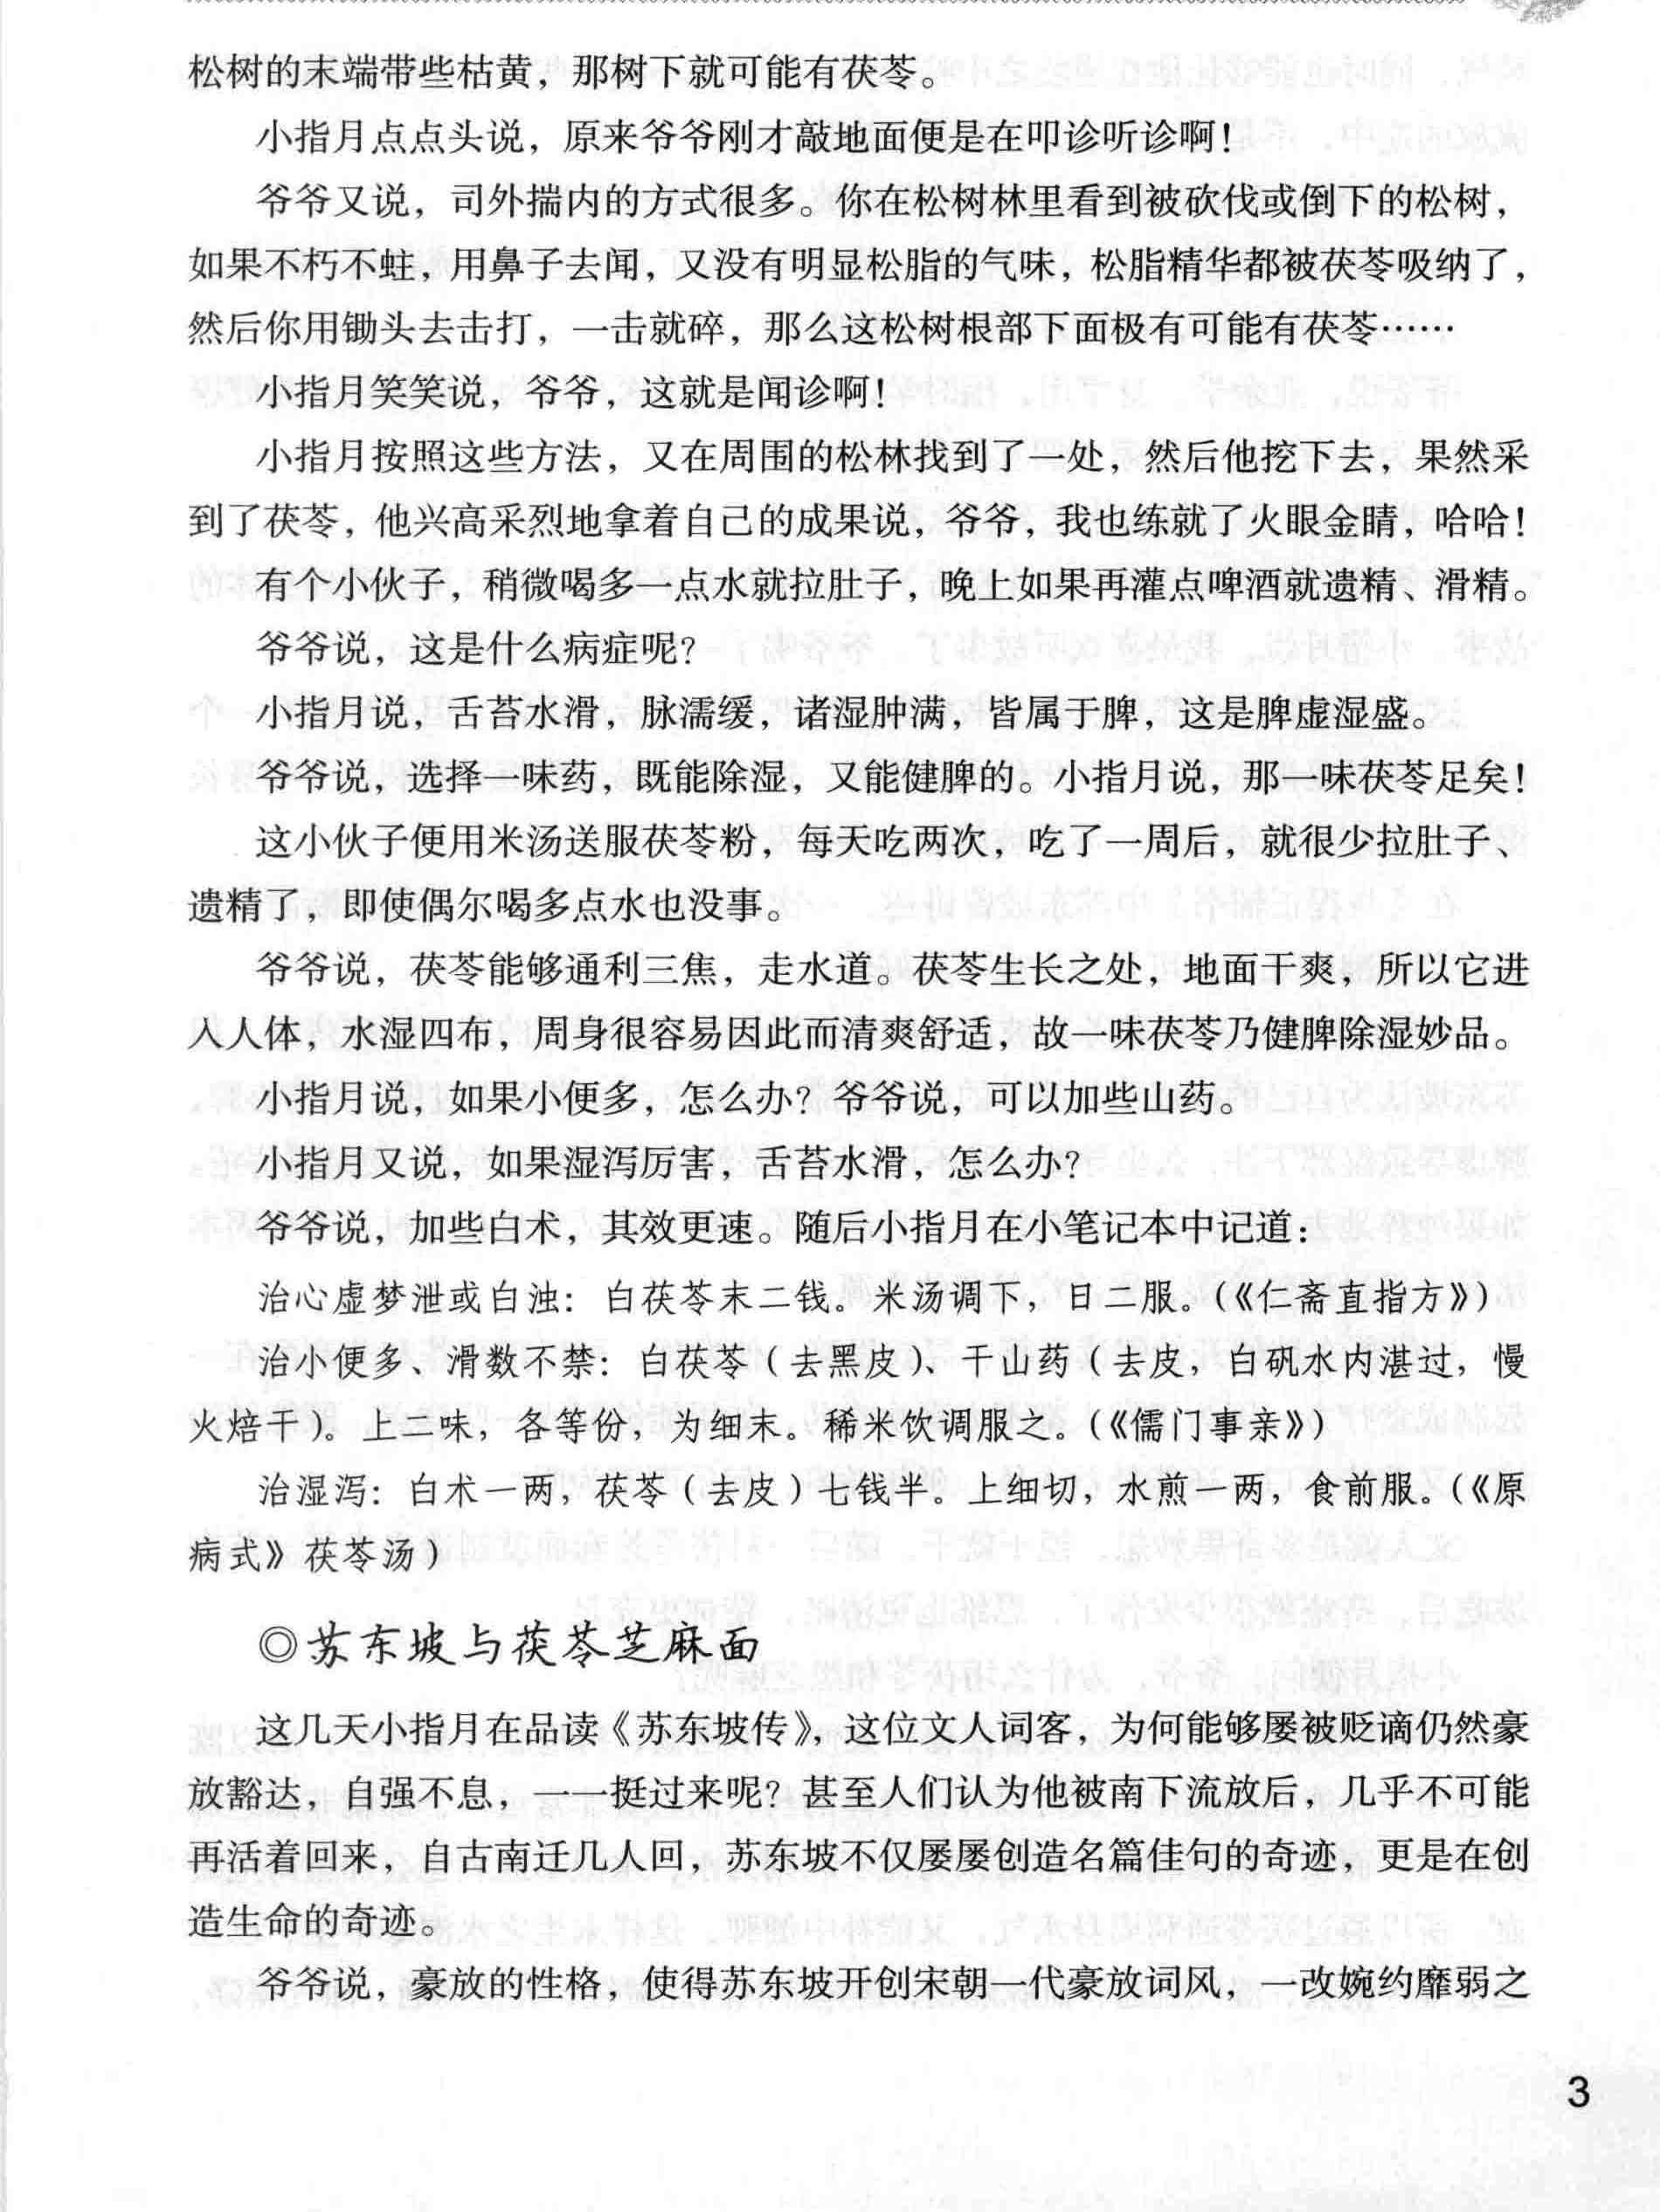 松树的末端带些枯黄，那树下就可能有茯苓。
小指月点点头说，原来爷爷刚才敲地面便是在叩诊听诊啊！
爷爷又说，司外揣内的方式很多。你在松树林里看到被砍伐或倒下的松树，
如果不朽不蛀，用鼻子去闻，又没有明显松脂的气味，松脂精华都被茯苓吸纳了，
然后你用锄头去击打，一击就碎，那么这松树根部下面极有可能有茯苓……
小指月笑笑说，爷爷，这就是闻诊啊！
小指月按照这些方法，又在周围的松林找到了一处，然后他挖下去，果然采
到了茯苓，他兴高采烈地拿着自己的成果说，爷爷，我也练就了火眼金睛，哈哈！
有个小伙子，稍微喝多一点水就拉肚子，晚上如果再灌点啤酒就遗精、滑精。
爷爷说，这是什么病症呢？
小指月说，舌苔水滑，脉濡缓，诸湿肿满，皆属于脾，这是脾虚湿盛。
爷爷说，选择一味药，既能除湿，又能健脾的。小指月说，那一味茯苓足矣！
这小伙子便用米汤送服茯苓粉，每天吃两次，吃了一周后，就很少拉肚子、
遗精了，即使偶尔喝多点水也没事。
爷爷说，茯苓能够通利三焦，走水道。茯苓生长之处，地面干爽，所以它进
入人体，水湿四布，周身很容易因此而清爽舒适，故一味茯苓乃健脾除湿妙品。
小指月说，如果小便多，怎么办？爷爷说，可以加些山药。
小指月又说，如果湿泻厉害，舌苔水滑，怎么办？
爷爷说，加些白术，其效更速。随后小指月在小笔记本中记道：
治心虚梦泄或白浊：白茯苓末二钱。米汤调下，日二服。（《仁斋直指方》）
治小便多、滑数不禁：白茯苓（去黑皮）、干山药（去皮，白矾水内湛过，慢
火焙干）。上二味，各等份，为细末。稀米饮调服之。（《儒门事亲》）
治湿泻：白术一两，茯苓（去皮）七钱半。上细切，水煎一两，食前服。（《原
病式》茯苓汤）
◎苏东坡与茯苓芝麻面
这几天小指月在品读《苏东坡传》，这位文人词客，为何能够屡被贬谪仍然豪
放豁达，自强不息，一一挺过来呢？甚至人们认为他被南下流放后，几乎不可能
再活着回来，自古南迁几人回，苏东坡不仅屡屡创造名篇佳句的奇迹，更是在创
造生命的奇迹。
爷爷说，豪放的性格，使得苏东坡开创宋朝一代豪放词风，一改婉约靡弱之
3